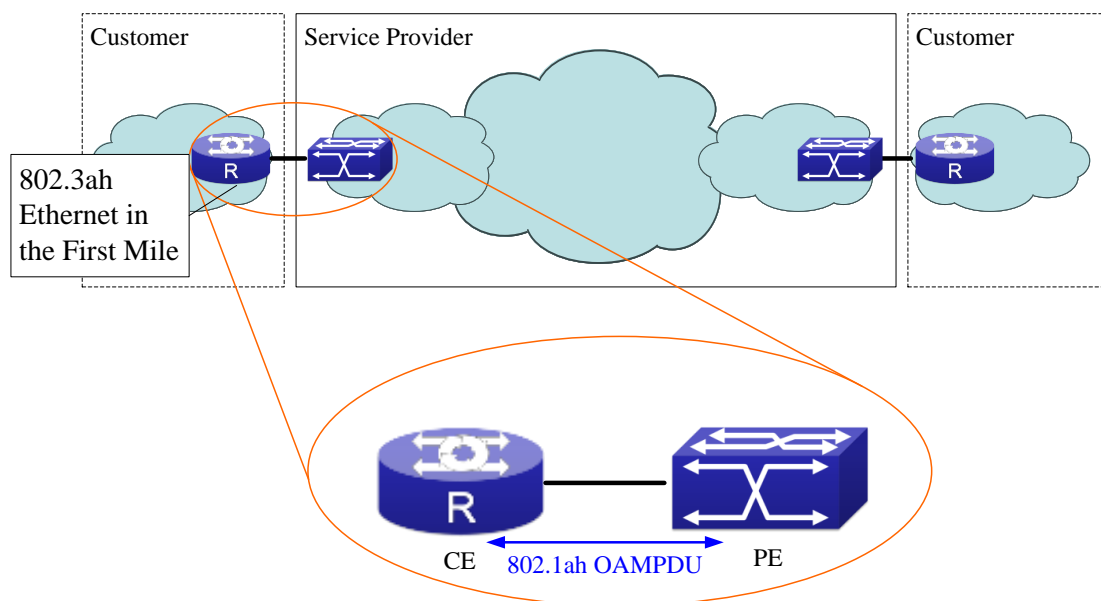 Customer
Service Provider
Customer
R
R
802.3ah
Ethernet in
the First Mile
R
CE
802.1ah OAMPDU
PE